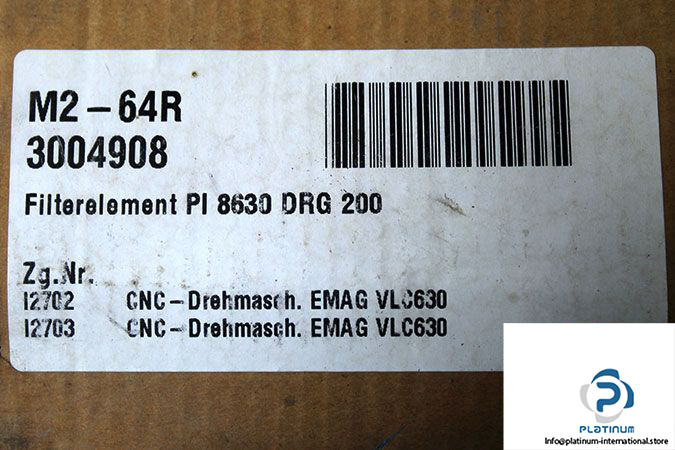 M2-64R
3004908
Filterelement PI 8630 DRG 200
Zg.Nr.
I2702 CNC-Drehmasch. EMAG VLC630
I2703 CNC-Drehmasch. EMAG VLC630
PLATINUM
Info@platinum-international.store